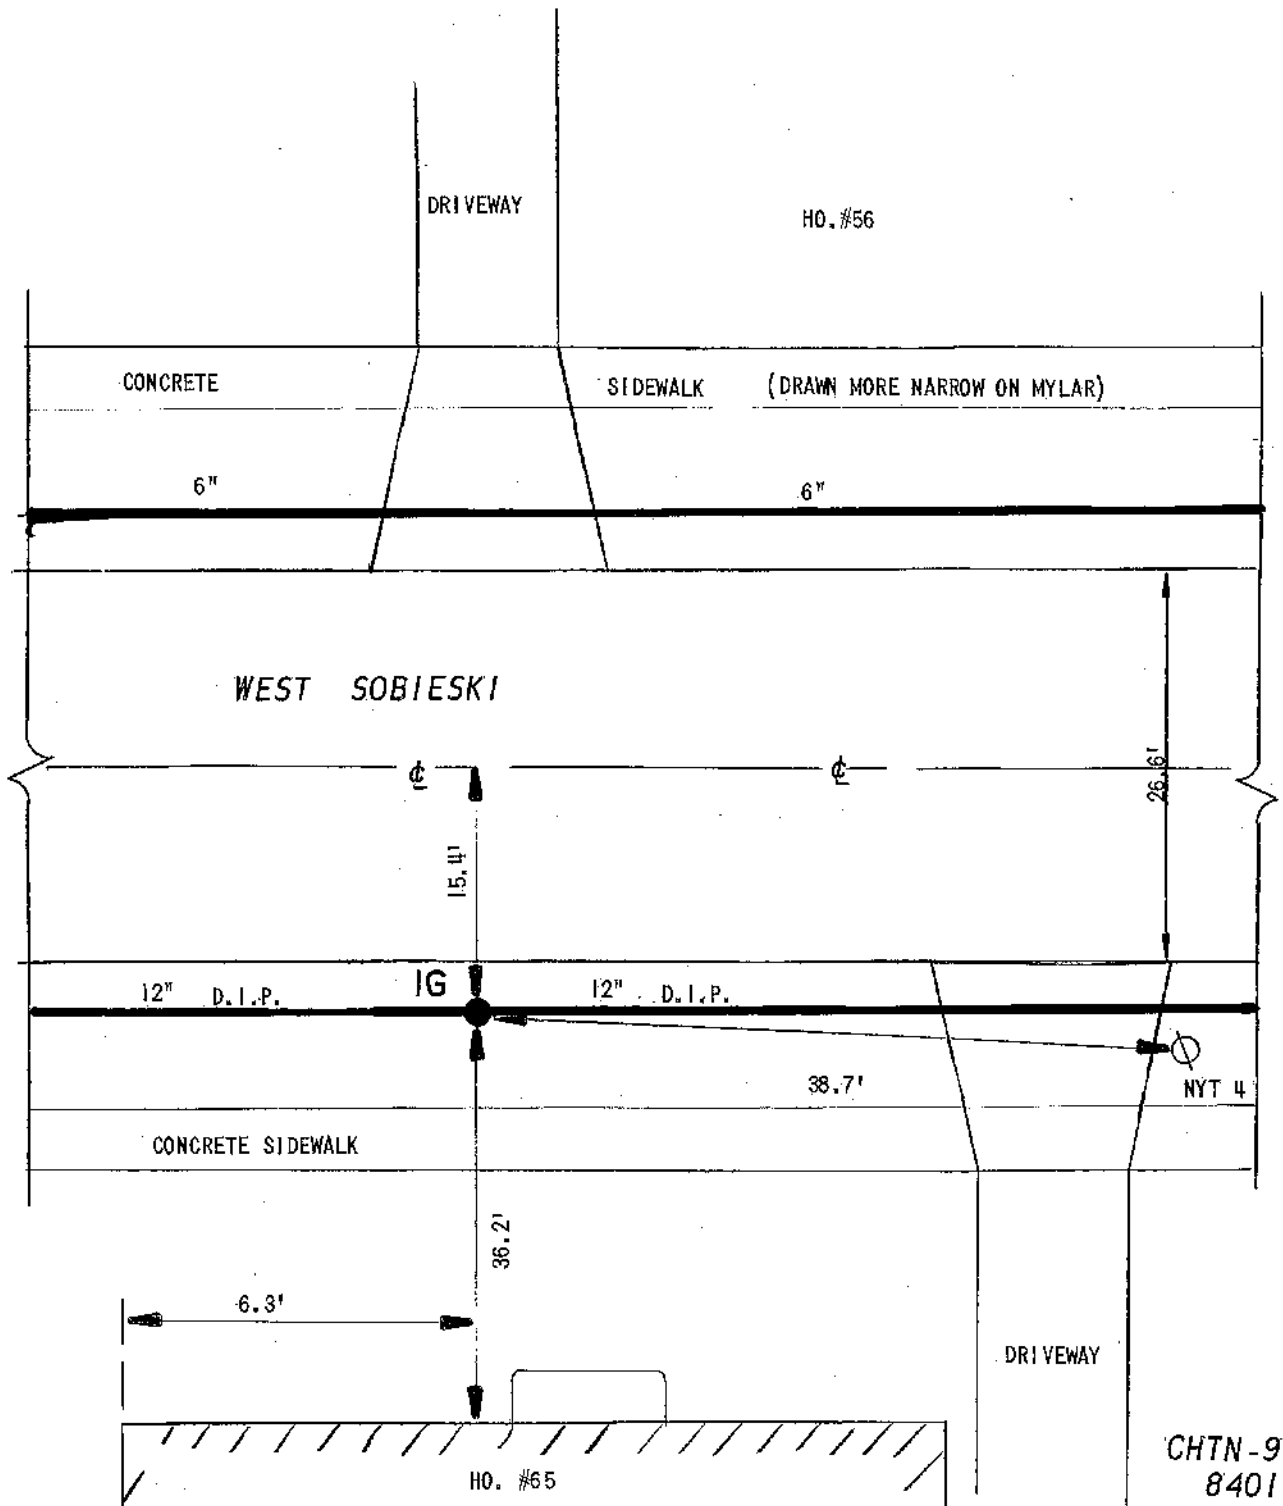 DRIVEWAY
HO. #56
CONCRETE
SIDEWALK (DRAWN MORE NARROW ON MYLAR)
6"
6"
WEST SOBIESKI
℄
℄
26.6'
15.4'
IG
12" D.I.P.
12" D.I.P.
38.7'
NYT 4
CONCRETE SIDEWALK
36.2'
6.3'
DRIVEWAY
HO. #65
CHTN-9
8401